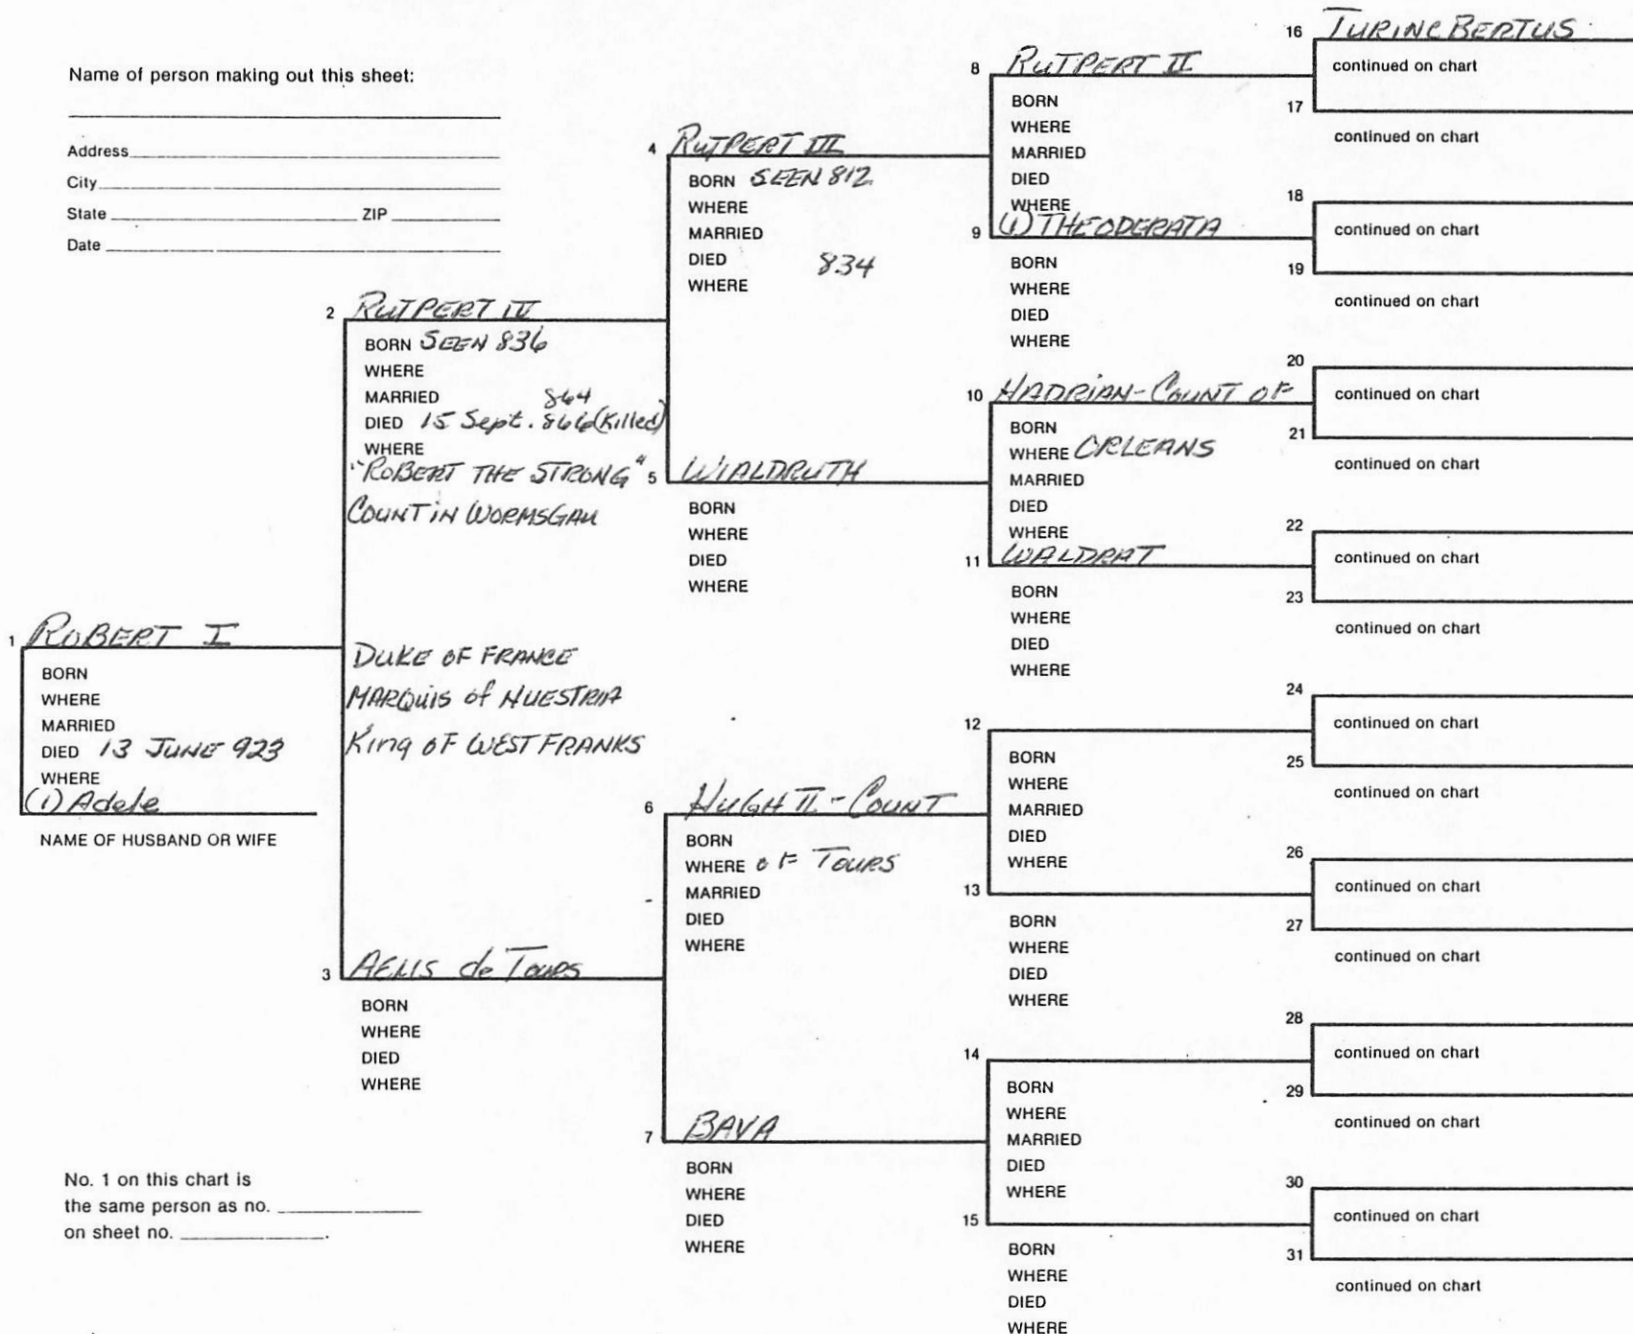 Name of person making out this sheet:
Address
City
State ZIP
Date
No. 1 on this chart is
the same person as no.
on sheet no. .
1 ROBERT I
BORN
WHERE
MARRIED
DIED 13 JUNE 923
WHERE
(1) Adele
NAME OF HUSBAND OR WIFE
2 RUTPERT IV
BORN SEEN 836
WHERE
MARRIED 864
DIED 15 Sept. 866 (Killed)
WHERE
"ROBERT THE STRONG"
COUNT IN WORMSGAU
DUKE OF FRANCE
MARQUIS of NUESTRIA
King OF WEST FRANKS
3 AELIS de TOURS
BORN
WHERE
DIED
WHERE
4 RUTPERT III
BORN SEEN 812
WHERE
MARRIED
DIED 834
WHERE
5 WIALDRUTH
BORN
WHERE
DIED
WHERE
6 HUGH II - COUNT
BORN
WHERE OF TOURS
MARRIED
DIED
WHERE
7 BAVA
BORN
WHERE
DIED
WHERE
8 RUTPERT II
BORN
WHERE
MARRIED
DIED
WHERE
9 (1) THEODERATA
BORN
WHERE
DIED
WHERE
10 HADRIAN - COUNT OF
BORN
WHERE ORLEANS
MARRIED
DIED
WHERE
11 WALDRAT
BORN
WHERE
DIED
WHERE
12
BORN
WHERE
MARRIED
DIED
WHERE
13
BORN
WHERE
DIED
WHERE
14
BORN
WHERE
MARRIED
DIED
WHERE
15
BORN
WHERE
DIED
WHERE
16 TURINCBERTUS
continued on chart
17
continued on chart
18
continued on chart
19
continued on chart
20
continued on chart
21
continued on chart
22
continued on chart
23
continued on chart
24
continued on chart
25
continued on chart
26
continued on chart
27
continued on chart
28
continued on chart
29
continued on chart
30
continued on chart
31
continued on chart